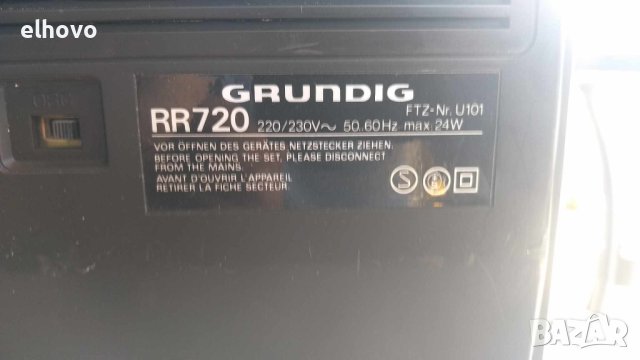 elhovo
GRUNDIG
FTZ-Nr. U101
RR720 220/230V~ 50.60Hz max.24W
VOR ÖFFNEN DES GERÄTES NETZSTECKER ZIEHEN.
BEFORE OPENING THE SET, PLEASE DISCONNECT
FROM THE MAINS.
AVANT D'OUVRIR L'APPAREIL
RETIRER LA FICHE SECTEUR.
S
BAZAR